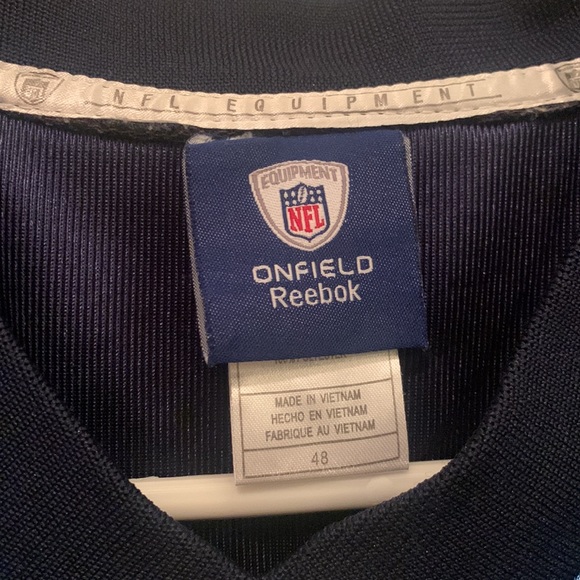 NFL EQUIPMENT
EQUIPMENT
NFL
ONFIELD
Reebok
MADE IN VIETNAM
HECHO EN VIETNAM
FABRIQUE AU VIETNAM
48